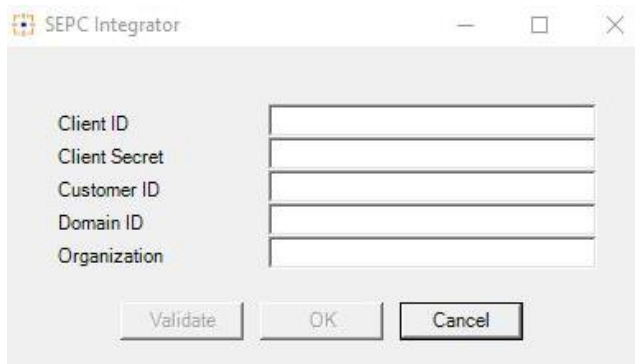 SEPC Integrator
Client ID
Client Secret
Customer ID
Domain ID
Organization
Validate OK Cancel